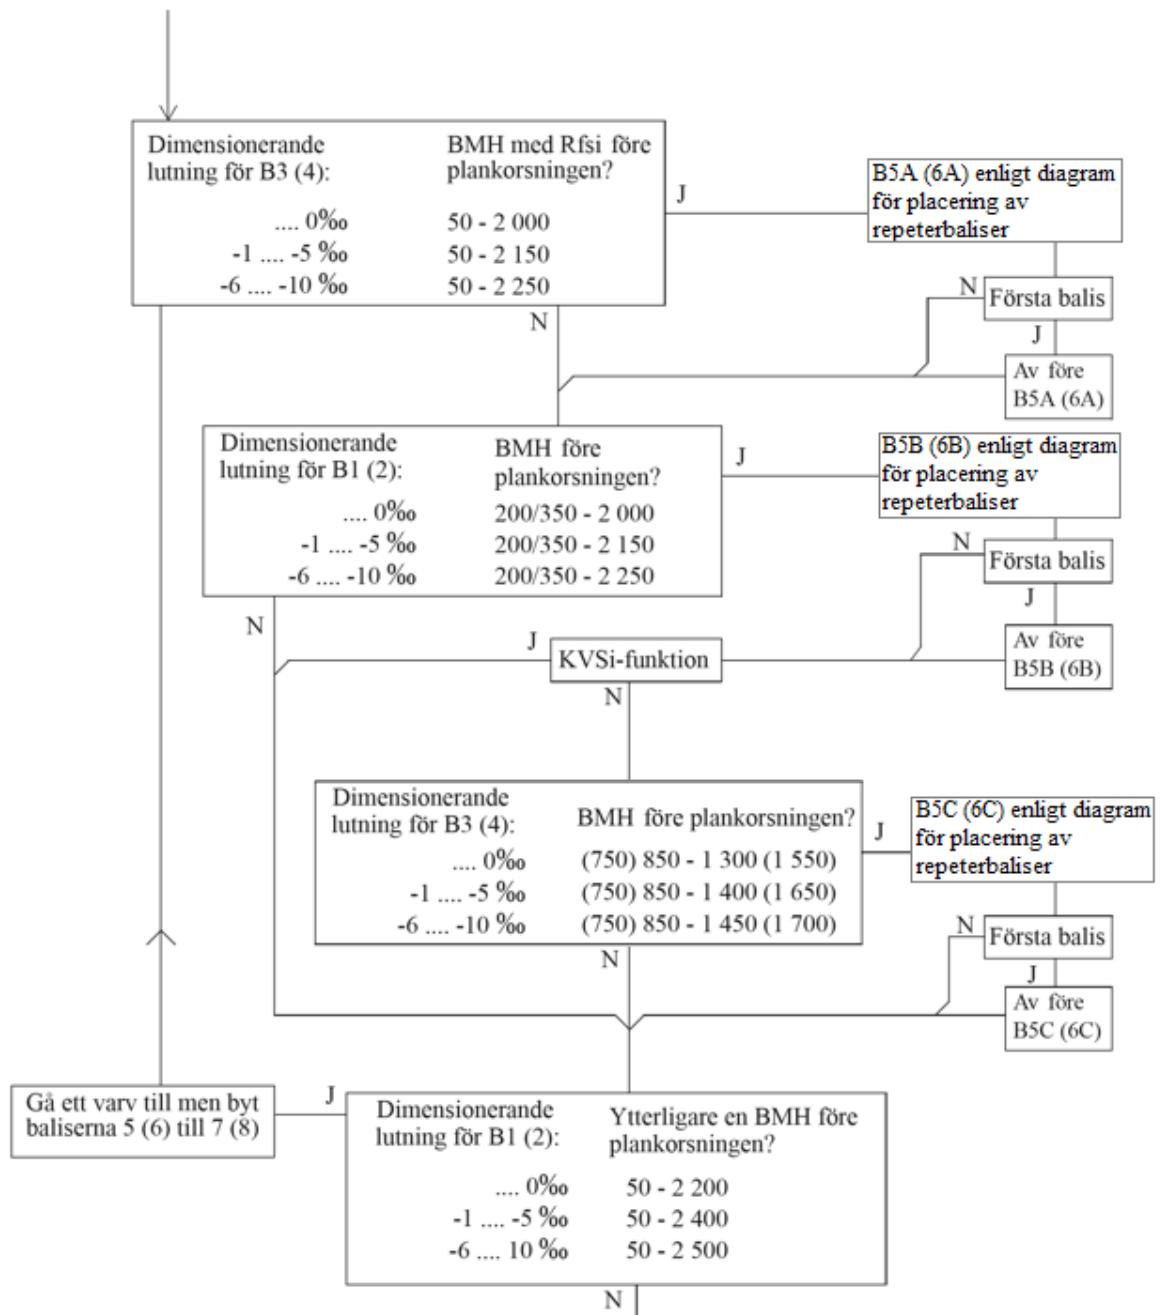 Dimensionerande
lutning för B3 (4):
BMH med Rfsi före
plankorsningen?
.... 0‰
50 - 2 000
-1 .... -5 ‰
50 - 2 150
-6 .... -10 ‰
50 - 2 250
J
B5A (6A) enligt diagram
för placering av
repeterbaliser
N
Första balis
J
Av före
B5A (6A)
N
Dimensionerande
lutning för B1 (2):
BMH före
plankorsningen?
.... 0‰
200/350 - 2 000
-1 .... -5 ‰
200/350 - 2 150
-6 .... -10 ‰
200/350 - 2 250
J
B5B (6B) enligt diagram
för placering av
repeterbaliser
N
Första balis
J
Av före
B5B (6B)
N
J
KVSi-funktion
N
Dimensionerande
lutning för B3 (4):
BMH före plankorsningen?
.... 0‰
(750) 850 - 1 300 (1 550)
-1 .... -5 ‰
(750) 850 - 1 400 (1 650)
-6 .... -10 ‰
(750) 850 - 1 450 (1 700)
J
B5C (6C) enligt diagram
för placering av
repeterbaliser
N
Första balis
J
Av före
B5C (6C)
N
Gå ett varv till men byt
baliserna 5 (6) till 7 (8)
J
Dimensionerande
lutning för B1 (2):
Ytterligare en BMH före
plankorsningen?
.... 0‰
50 - 2 200
-1 .... -5 ‰
50 - 2 400
-6 .... 10 ‰
50 - 2 500
N